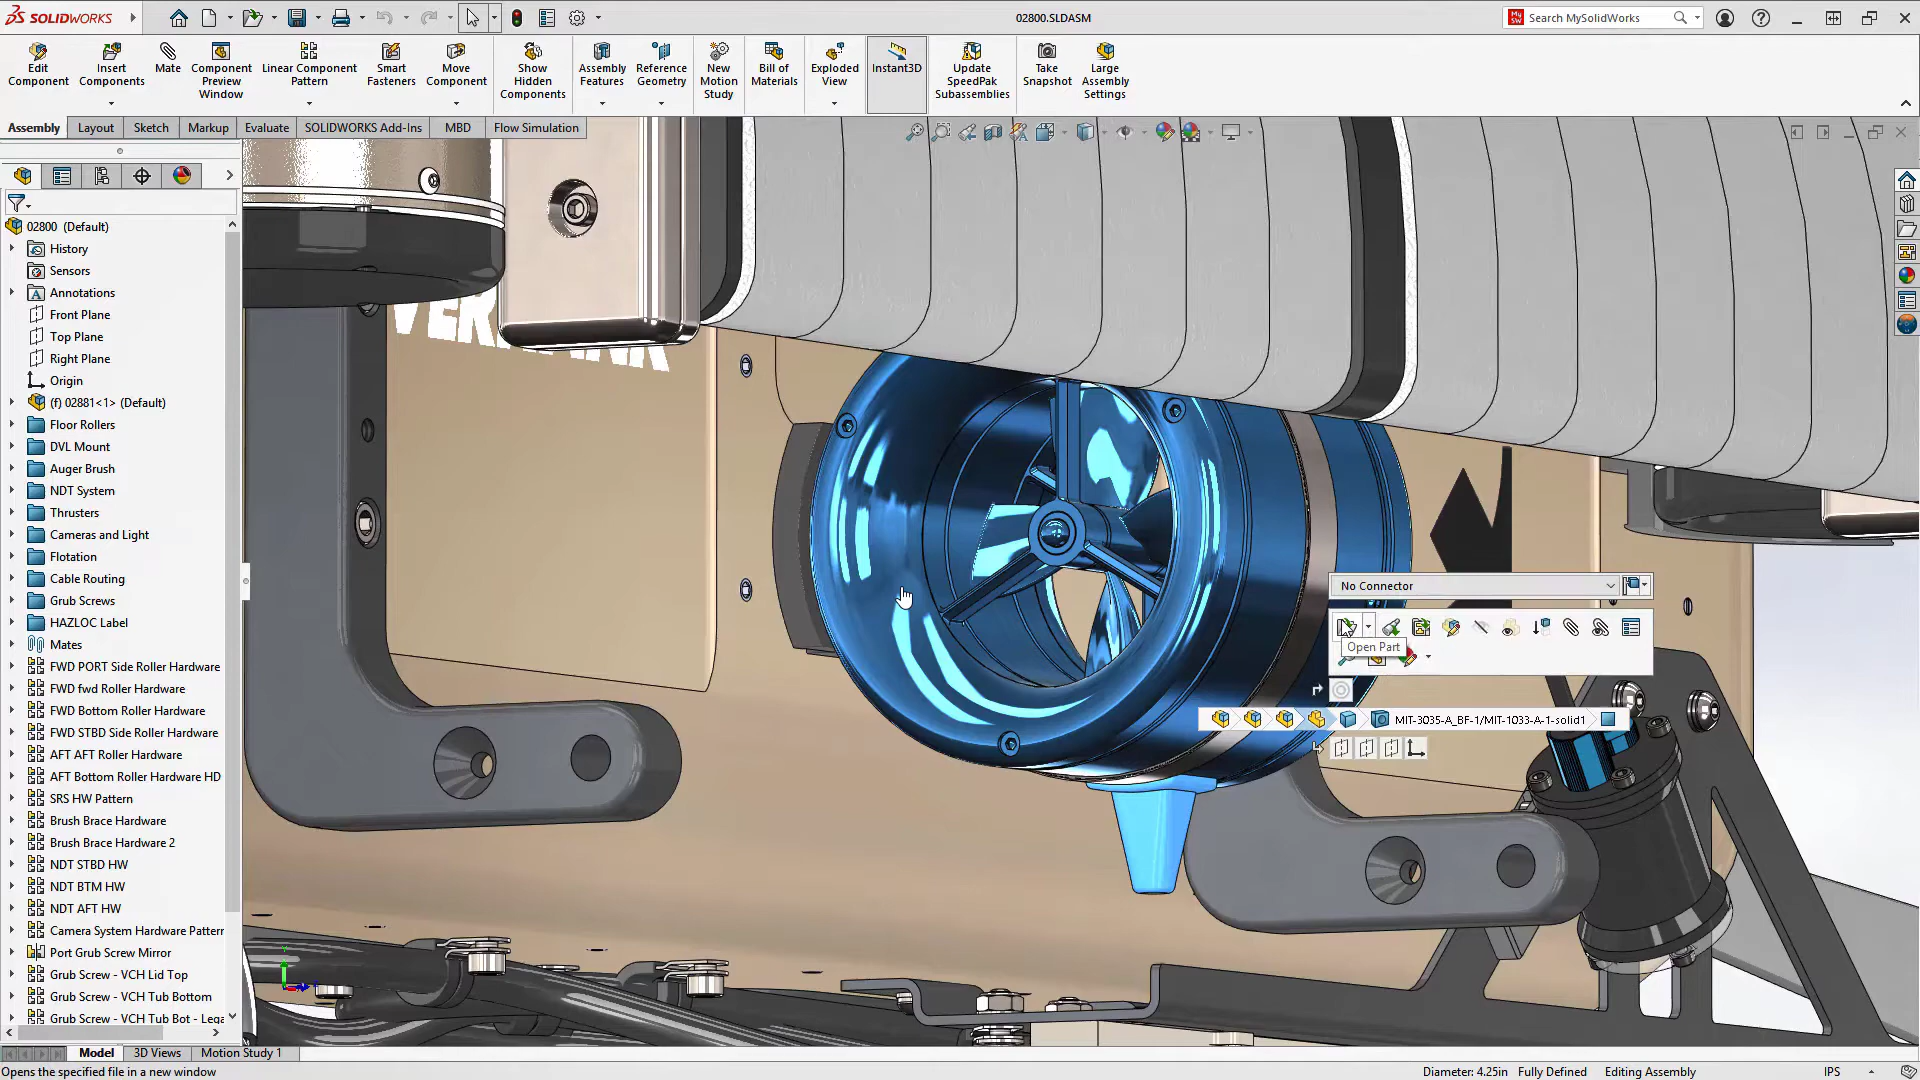 SOLIDWORKS
02800.SLDASM
Search MySolidWorks
Edit Component
Insert Components
Mate
Component Preview Window
Linear Component Pattern
Smart Fasteners
Move Component
Show Hidden Components
Assembly Features
Reference Geometry
New Motion Study
Bill of Materials
Exploded View
Instant3D
Update SpeedPak Subassemblies
Take Snapshot
Large Assembly Settings
Assembly
Layout
Sketch
Markup
Evaluate
SOLIDWORKS Add-Ins
MBD
Flow Simulation
02800 (Default)
History
Sensors
Annotations
Front Plane
Top Plane
Right Plane
Origin
(f) 02881<1> (Default)
Floor Rollers
DVL Mount
Auger Brush
NDT System
Thrusters
Cameras and Light
Flotation
Cable Routing
Grub Screws
HAZLOC Label
Mates
FWD PORT Side Roller Hardware
FWD fwd Roller Hardware
FWD Bottom Roller Hardware
FWD STBD Side Roller Hardware
AFT AFT Roller Hardware
AFT Bottom Roller Hardware HD
SRS HW Pattern
Brush Brace Hardware
Brush Brace Hardware 2
NDT STBD HW
NDT BTM HW
NDT AFT HW
Camera System Hardware Pattern
Port Grub Screw Mirror
Grub Screw - VCH Lid Top
Grub Screw - VCH Tub Bottom
Grub Screw - VCH Tub Bot - Lega
No Connector
Open Part
MIT-3035-A_BF-1/MIT-1033-A-1-solid1
Model
3D Views
Motion Study 1
Opens the specified file in a new window
Diameter: 4.25in
Fully Defined
Editing Assembly
IPS